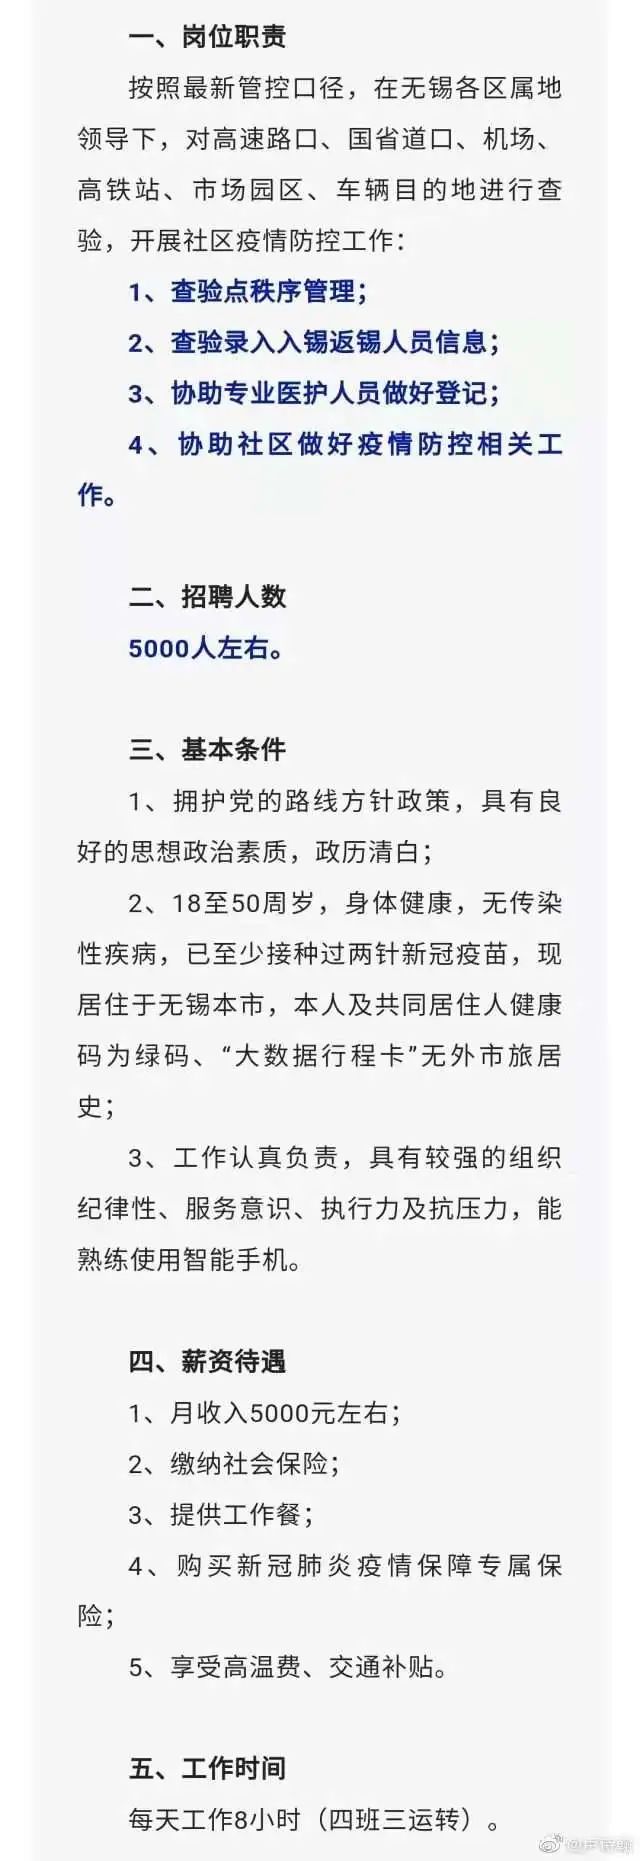 一、岗位职责
按照最新管控口径，在无锡各区属地
领导下，对高速路口、国省道口、机场、
高铁站、市场园区、车辆目的地进行查
验，开展社区疫情防控工作：
1、查验点秩序管理；
2、查验录入入锡返锡人员信息；
3、协助专业医护人员做好登记；
4、协助社区做好疫情防控相关工
作。
二、招聘人数
5000人左右。
三、基本条件
1、拥护党的路线方针政策，具有良
好的思想政治素质，政历清白；
2、18至50周岁，身体健康，无传染
性疾病，已至少接种过两针新冠疫苗，现
居住于无锡本市，本人及共同居住人健康
码为绿码、“大数据行程卡”无外市旅居
史；
3、工作认真负责，具有较强的组织
纪律性、服务意识、执行力及抗压力，能
熟练使用智能手机。
四、薪资待遇
1、月收入5000元左右；
2、缴纳社会保险；
3、提供工作餐；
4、购买新冠肺炎疫情保障专属保
险；
5、享受高温费、交通补贴。
五、工作时间
每天工作8小时（四班三运转）。